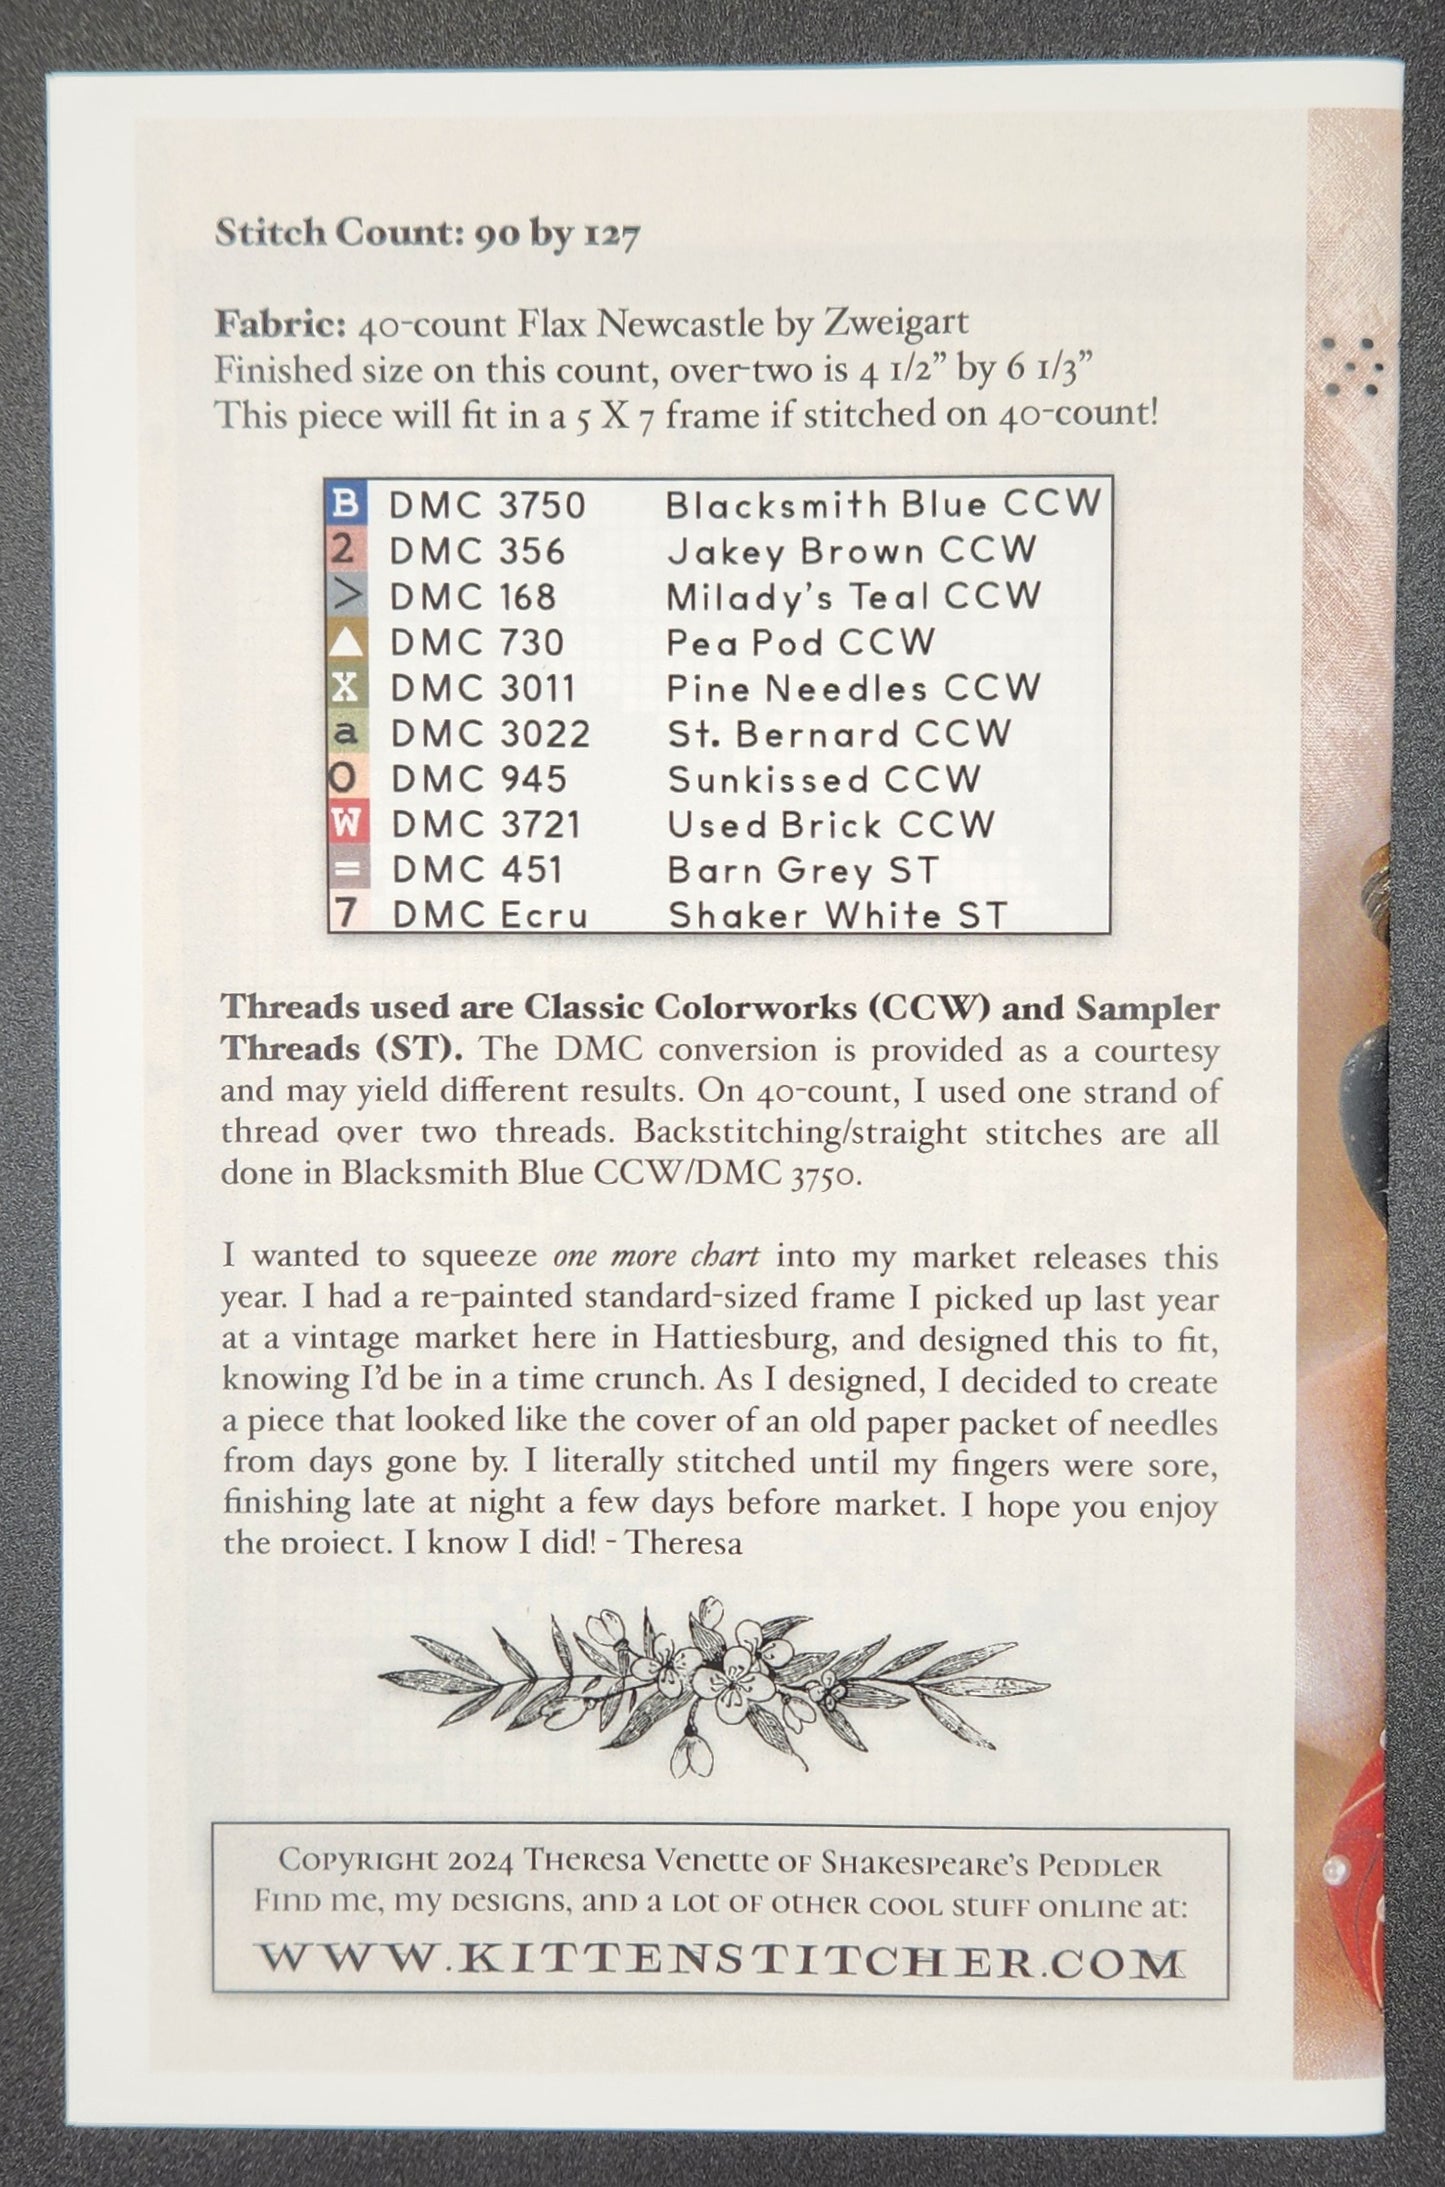 Stitch Count: 90 by 127
Fabric: 40-count Flax Newcastle by Zweigart
Finished size on this count, over-two is 4 1/2” by 6 1/3”
This piece will fit in a 5 X 7 frame if stitched on 40-count!
B DMC 3750 Blacksmith Blue CCW
2 DMC 356 Jakey Brown CCW
> DMC 168 Milady’s Teal CCW
▲ DMC 730 Pea Pod CCW
X DMC 3011 Pine Needles CCW
a DMC 3022 St. Bernard CCW
O DMC 945 Sunkissed CCW
W DMC 3721 Used Brick CCW
= DMC 451 Barn Grey ST
7 DMC Ecru Shaker White ST
Threads used are Classic Colorworks (CCW) and Sampler
Threads (ST). The DMC conversion is provided as a courtesy
and may yield different results. On 40-count, I used one strand of
thread over two threads. Backstitching/straight stitches are all
done in Blacksmith Blue CCW/DMC 3750.
I wanted to squeeze one more chart into my market releases this
year. I had a re-painted standard-sized frame I picked up last year
at a vintage market here in Hattiesburg, and designed this to fit,
knowing I’d be in a time crunch. As I designed, I decided to create
a piece that looked like the cover of an old paper packet of needles
from days gone by. I literally stitched until my fingers were sore,
finishing late at night a few days before market. I hope you enjoy
the project. I know I did! - Theresa
Copyright 2024 Theresa Venette of Shakespeare’s Peddler
Find me, my designs, and a lot of other cool stuff online at:
WWW.KITTENSTITCHER.COM